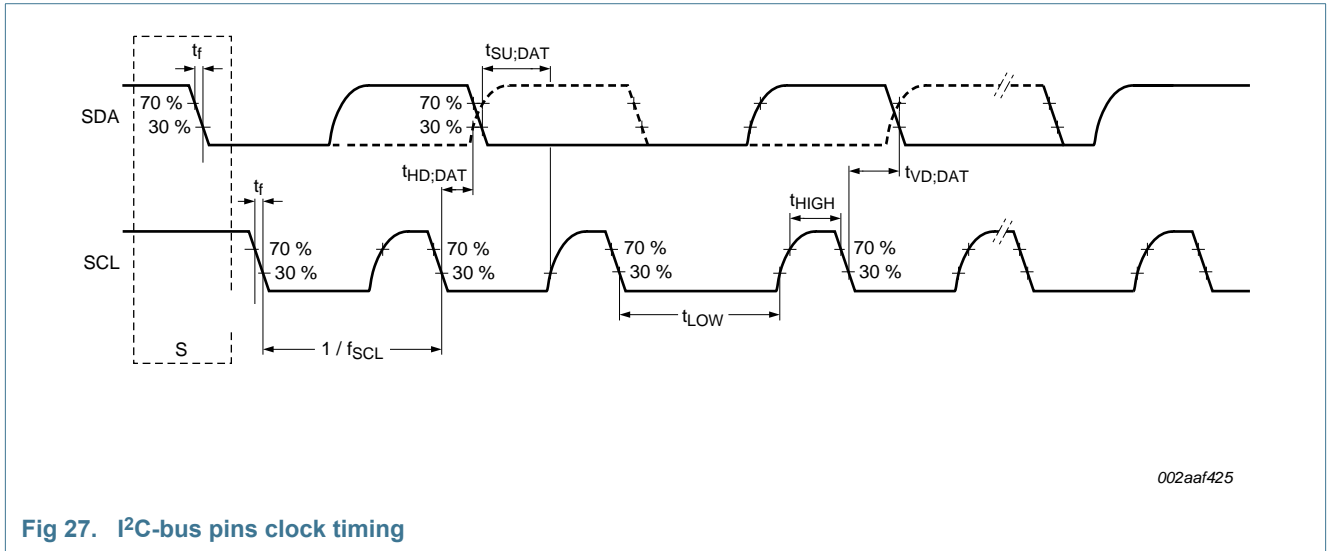 tf
tSU;DAT
SDA
70 %
30 %
70 %
30 %
tHD;DAT
tVD;DAT
tf
tHIGH
SCL
70 %
30 %
70 %
30 %
70 %
30 %
70 %
30 %
tLOW
S
1 / fSCL
002aaf425
Fig 27. I2C-bus pins clock timing